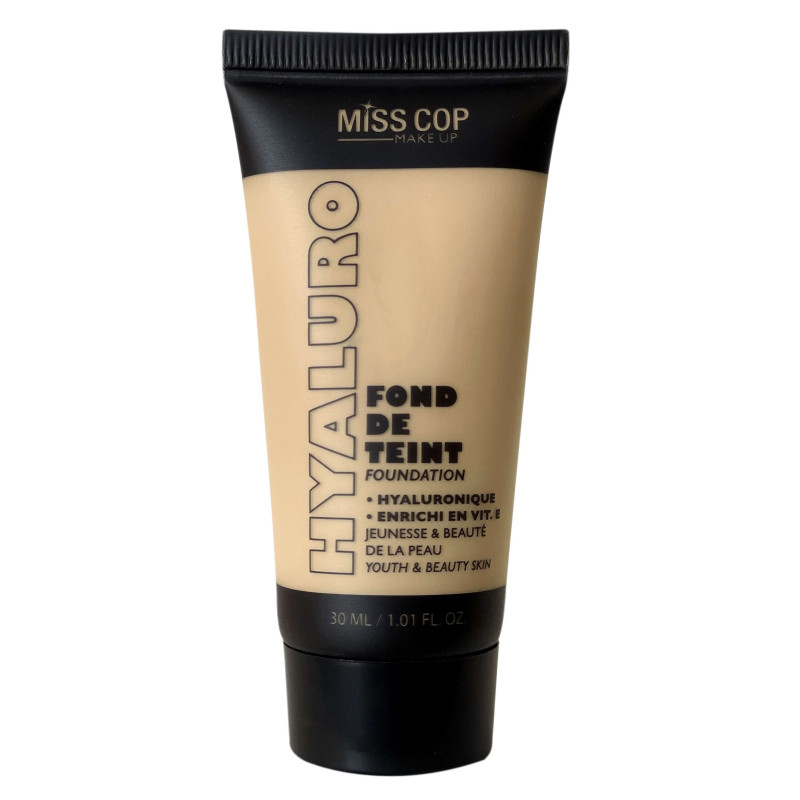 MISS COP
MAKE UP
HYALURO
FOND
DE
TEINT
FOUNDATION
• HYALURONIQUE
• ENRICHI EN VIT. E
JEUNESSE & BEAUTÉ
DE LA PEAU
YOUTH & BEAUTY SKIN
30 ML / 1.01 FL. OZ.